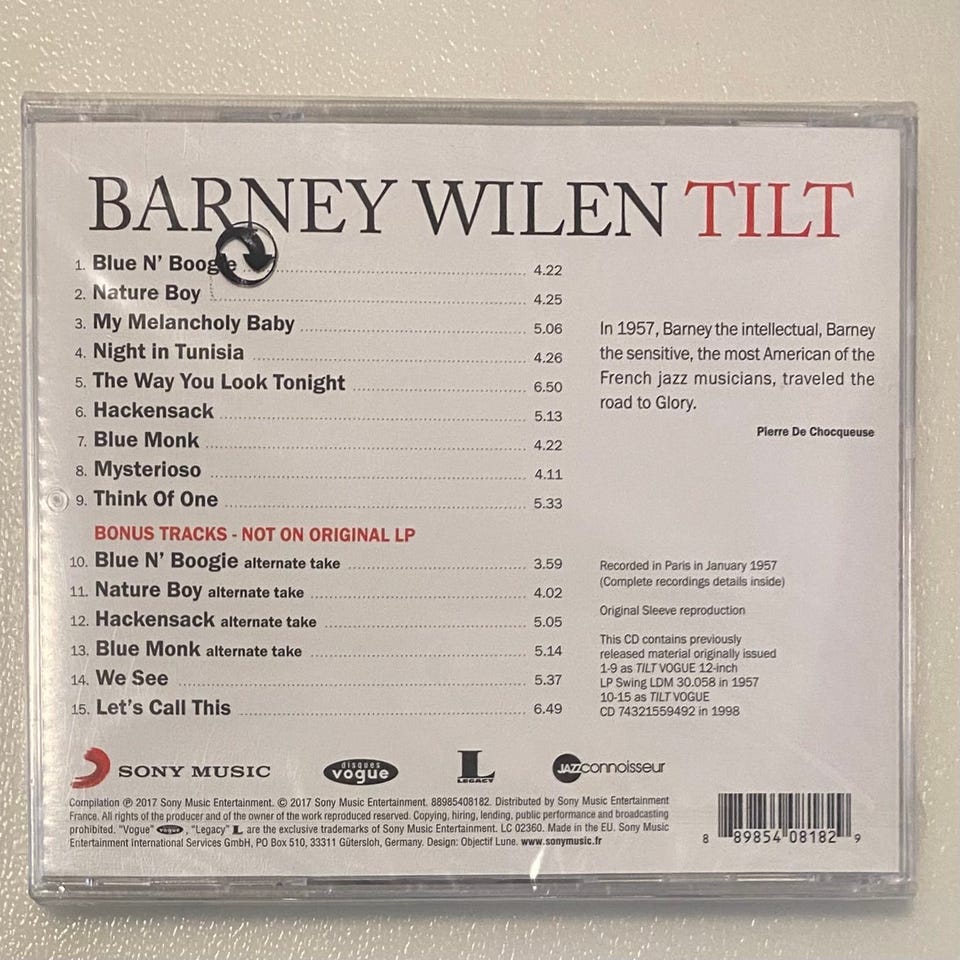 BARNEY WILEN TILT
1. Blue N' Boogie 4.22
2. Nature Boy 4.25
3. My Melancholy Baby 5.06
4. Night in Tunisia 4.26
5. The Way You Look Tonight 6.50
6. Hackensack 5.13
7. Blue Monk 4.22
8. Mysterioso 4.11
9. Think Of One 5.33
BONUS TRACKS - NOT ON ORIGINAL LP
10. Blue N' Boogie alternate take 3.59
11. Nature Boy alternate take 4.02
12. Hackensack alternate take 5.05
13. Blue Monk alternate take 5.14
14. We See 5.37
15. Let's Call This 6.49
In 1957, Barney the intellectual, Barney
the sensitive, the most American of the
French jazz musicians, traveled the
road to Glory.
Pierre De Chocqueuse
Recorded in Paris in January 1957
(Complete recordings details inside)
Original Sleeve reproduction
This CD contains previously
released material originally issued
1-9 as TILT VOGUE 12-inch
LP Swing LDM 30.058 in 1957
10-15 as TILT VOGUE
CD 74321559492 in 1998
SONY MUSIC
disques
vogue
L
LEGACY
JAZZconnoisseur
Compilation ℗ 2017 Sony Music Entertainment. © 2017 Sony Music Entertainment. 88985408182. Distributed by Sony Music Entertainment
France. All rights of the producer and of the owner of the work reproduced reserved. Copying, hiring, lending, public performance and broadcasting
prohibited. "Vogue" vogue, "Legacy" L are the exclusive trademarks of Sony Music Entertainment. LC 02360. Made in the EU. Sony Music
Entertainment International Services GmbH, PO Box 510, 33311 Gütersloh, Germany. Design: Objectif Lune. www.sonymusic.fr
8 89854 08182 9